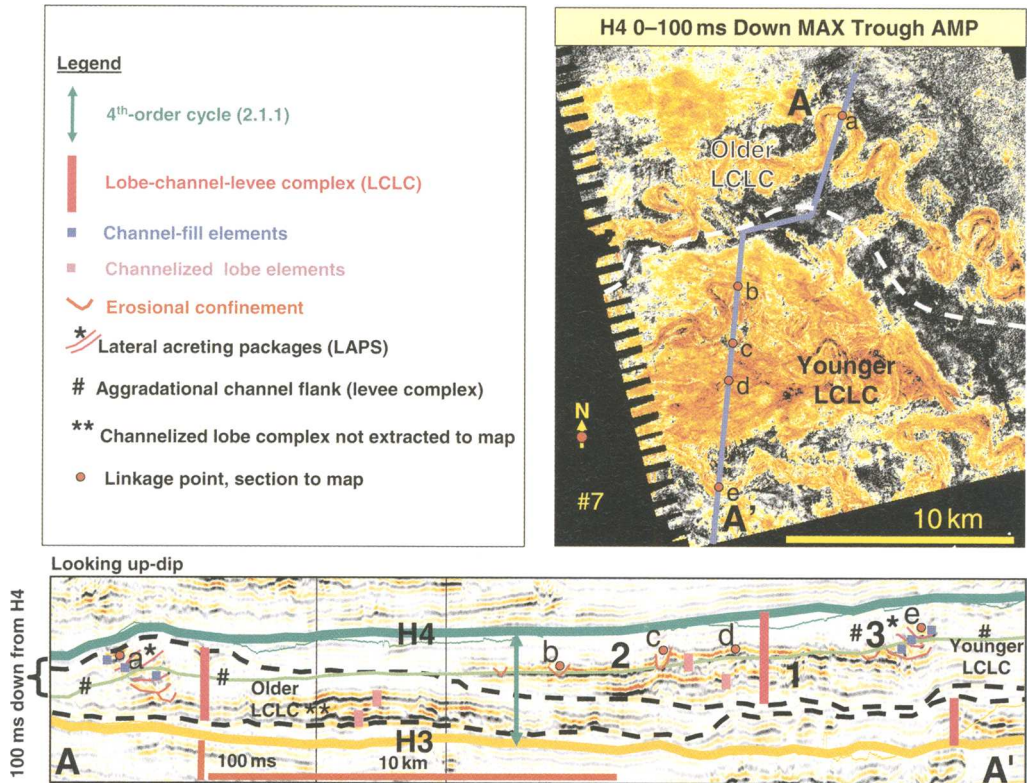 Legend
4th-order cycle (2.1.1)
Lobe-channel-levee complex (LCLC)
Channel-fill elements
Channelized lobe elements
Erosional confinement
* Lateral acreting packages (LAPS)
# Aggradational channel flank (levee complex)
** Channelized lobe complex not extracted to map
Linkage point, section to map
H4 0–100 ms Down MAX Trough AMP
A
a
Older
LCLC
b
c
d
Younger
LCLC
N
e
#7
A'
10 km
Looking up-dip
100 ms down from H4
H4
a*
#
#
Older
LCLC **
b
2
c
d
1
#3*
e
#
Younger
LCLC
H3
100 ms
10 km
A
A'